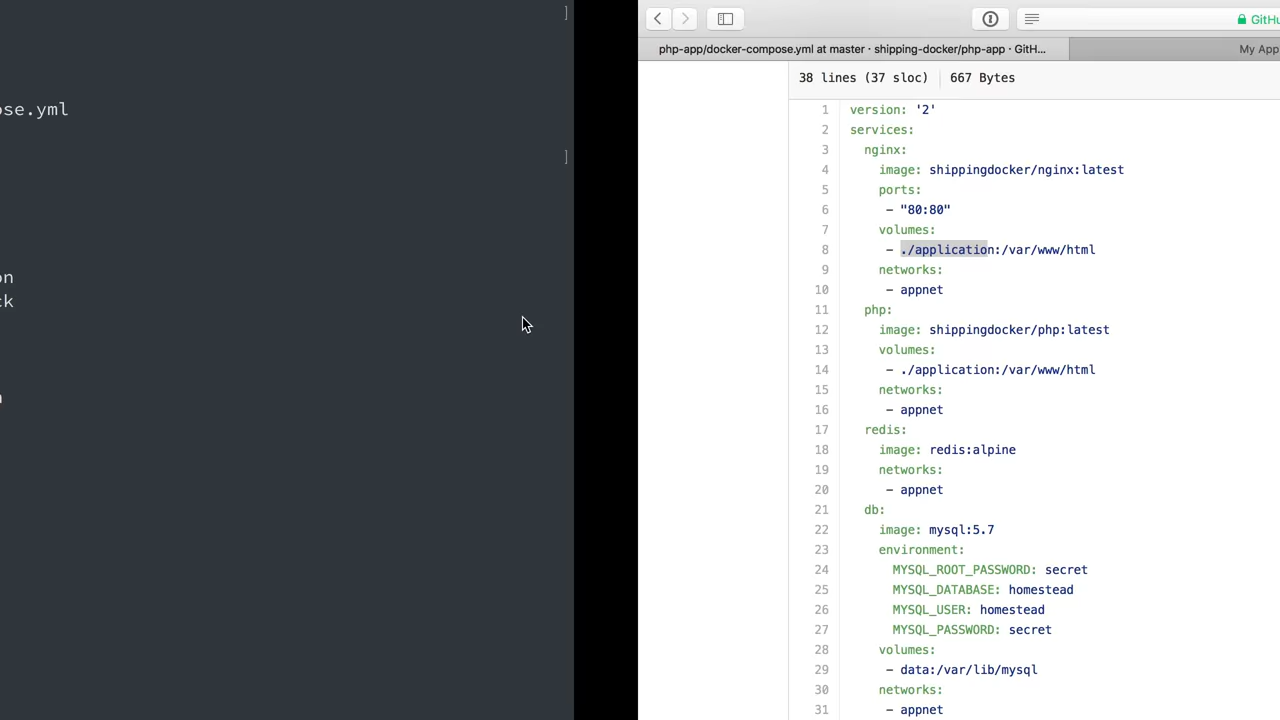 ]
ose.yml
]
on
ck
n
GitHu
php-app/docker-compose.yml at master · shipping-docker/php-app · GitH...
My App
38 lines (37 sloc) 667 Bytes
1 version: '2'
2 services:
3 nginx:
4 image: shippingdocker/nginx:latest
5 ports:
6 - "80:80"
7 volumes:
8 - ./application:/var/www/html
9 networks:
10 - appnet
11 php:
12 image: shippingdocker/php:latest
13 volumes:
14 - ./application:/var/www/html
15 networks:
16 - appnet
17 redis:
18 image: redis:alpine
19 networks:
20 - appnet
21 db:
22 image: mysql:5.7
23 environment:
24 MYSQL_ROOT_PASSWORD: secret
25 MYSQL_DATABASE: homestead
26 MYSQL_USER: homestead
27 MYSQL_PASSWORD: secret
28 volumes:
29 - data:/var/lib/mysql
30 networks:
31 - appnet